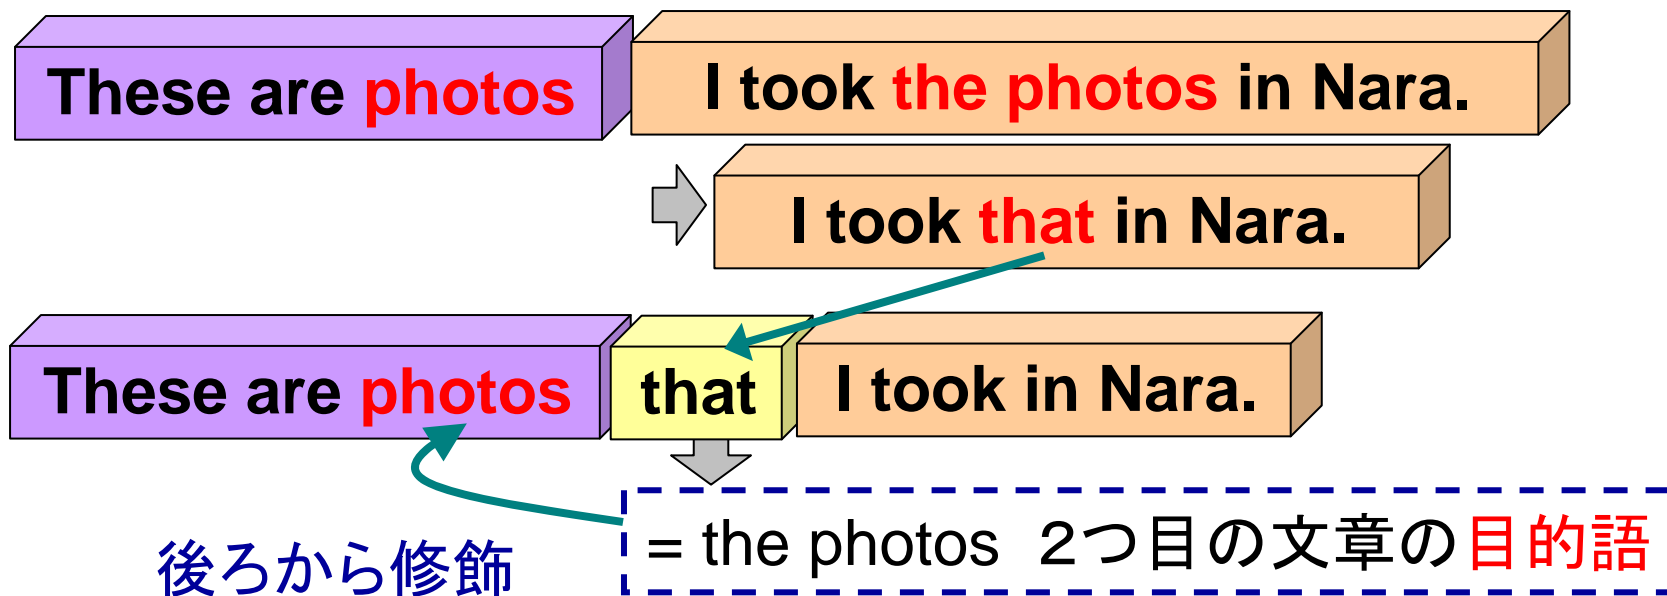 These are photos I took the photos in Nara.
I took that in Nara.
These are photos that I took in Nara.
= the photos ２つ目の文章の目的語
後ろから修飾